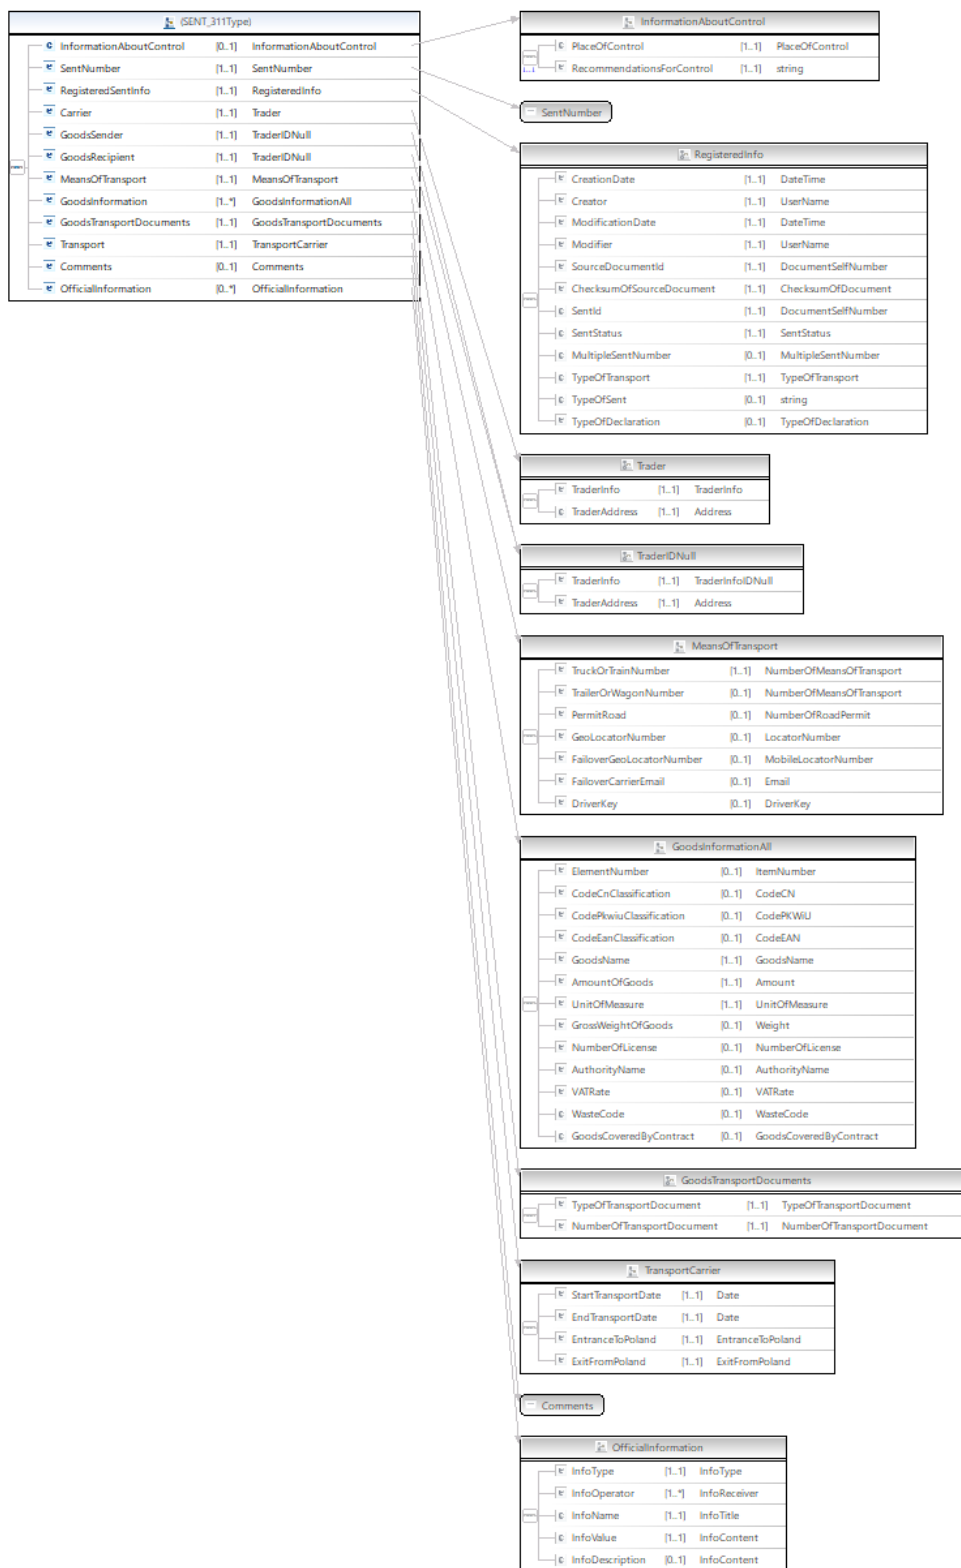 (SENT_311Type)
InformationAboutControl [0..1] InformationAboutControl
SentNumber [1..1] SentNumber
RegisteredSentInfo [1..1] RegisteredInfo
Carrier [1..1] Trader
GoodsSender [1..1] TraderIDNull
GoodsRecipient [1..1] TraderIDNull
MeansOfTransport [1..1] MeansOfTransport
GoodsInformation [1..*] GoodsInformationAll
GoodsTransportDocuments [1..1] GoodsTransportDocuments
Transport [1..1] TransportCarrier
Comments [0..1] Comments
OfficialInformation [0..*] OfficialInformation
InformationAboutControl
PlaceOfControl [1..1] PlaceOfControl
RecommendationsForControl [1..1] string
SentNumber
RegisteredInfo
CreationDate [1..1] DateTime
Creator [1..1] UserName
ModificationDate [1..1] DateTime
Modifier [1..1] UserName
SourceDocumentId [1..1] DocumentSelfNumber
ChecksumOfSourceDocument [1..1] ChecksumOfDocument
SentId [1..1] DocumentSelfNumber
SentStatus [1..1] SentStatus
MultipleSentNumber [0..1] MultipleSentNumber
TypeOfTransport [1..1] TypeOfTransport
TypeOfSent [0..1] string
TypeOfDeclaration [0..1] TypeOfDeclaration
Trader
TraderInfo [1..1] TraderInfo
TraderAddress [1..1] Address
TraderIDNull
TraderInfo [1..1] TraderInfoIDNull
TraderAddress [1..1] Address
MeansOfTransport
TruckOrTrainNumber [1..1] NumberOfMeansOfTransport
TrailerOrWagonNumber [0..1] NumberOfMeansOfTransport
PermitRoad [0..1] NumberOfRoadPermit
GeoLocatorNumber [0..1] LocatorNumber
FailoverGeoLocatorNumber [0..1] MobileLocatorNumber
FailoverCarrierEmail [0..1] Email
DriverKey [0..1] DriverKey
GoodsInformationAll
ElementNumber [0..1] ItemNumber
CodeCnClassification [0..1] CodeCN
CodePkwiuClassification [0..1] CodePKWiU
CodeEanClassification [0..1] CodeEAN
GoodsName [1..1] GoodsName
AmountOfGoods [1..1] Amount
UnitOfMeasure [1..1] UnitOfMeasure
GrossWeightOfGoods [0..1] Weight
NumberOfLicense [0..1] NumberOfLicense
AuthorityName [0..1] AuthorityName
VATRate [0..1] VATRate
WasteCode [0..1] WasteCode
GoodsCoveredByContract [0..1] GoodsCoveredByContract
GoodsTransportDocuments
TypeOfTransportDocument [1..1] TypeOfTransportDocument
NumberOfTransportDocument [1..1] NumberOfTransportDocument
TransportCarrier
StartTransportDate [1..1] Date
EndTransportDate [1..1] Date
EntranceToPoland [1..1] EntranceToPoland
ExitFromPoland [1..1] ExitFromPoland
Comments
OfficialInformation
InfoType [1..1] InfoType
InfoOperator [1..*] InfoReceiver
InfoName [1..1] InfoTitle
InfoValue [1..1] InfoContent
InfoDescription [0..1] InfoContent